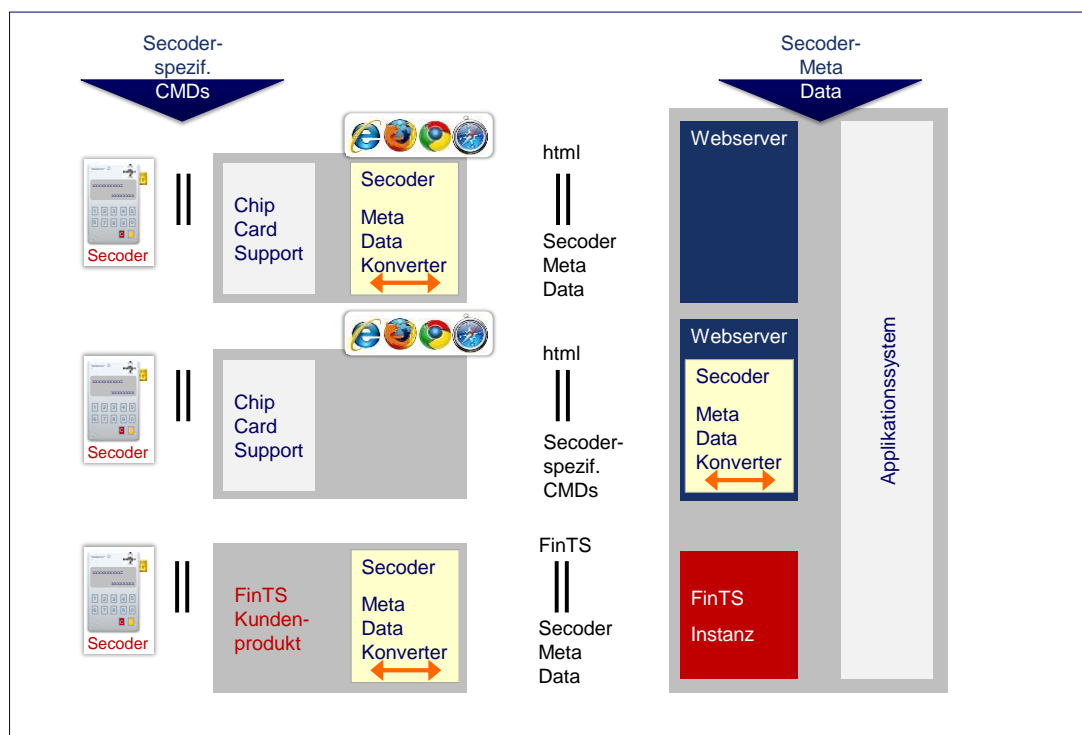 Secoder-
spezif.
CMDs
Secoder-
Meta
Data
Secoder
Chip
Card
Support
Secoder
Meta
Data
Konverter
html
Secoder
Meta
Data
Webserver
Secoder
Chip
Card
Support
html
Secoder-
spezif.
CMDs
Webserver
Secoder
Meta
Data
Konverter
Applikationssystem
Secoder
FinTS
Kunden-
produkt
Secoder
Meta
Data
Konverter
FinTS
Secoder
Meta
Data
FinTS
Instanz